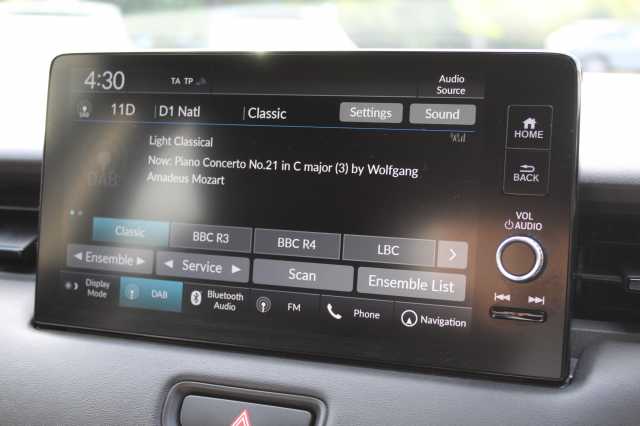 4:30 TA TP Audio Source
11D D1 Natl Classic Settings Sound
Light Classical
Now: Piano Concerto No.21 in C major (3) by Wolfgang
Amadeus Mozart
DAB
HOME
BACK
VOL
AUDIO
Classic BBC R3 BBC R4 LBC
Ensemble Service Scan Ensemble List
Display Mode DAB Bluetooth Audio FM Phone Navigation